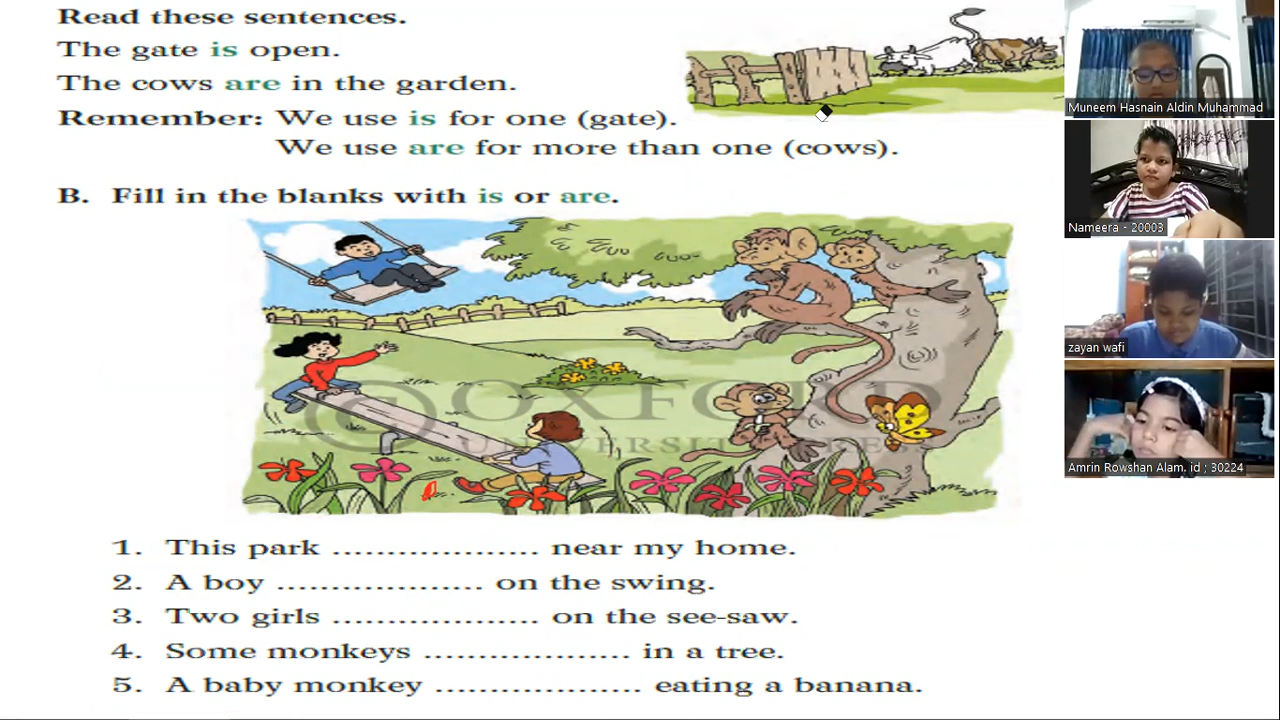 Read these sentences.
The gate is open.
The cows are in the garden.
Remember: We use is for one (gate).
We use are for more than one (cows).
B. Fill in the blanks with is or are.
© OXFORD
UNIVERSITY PRESS
1. This park ................... near my home.
2. A boy ................... on the swing.
3. Two girls ................... on the see-saw.
4. Some monkeys ................... in a tree.
5. A baby monkey ................... eating a banana.
Muneem Hasnain Aldin Muhammad
Nameera - 20003
zayan wafi
Amrin Rowshan Alam. id ; 30224